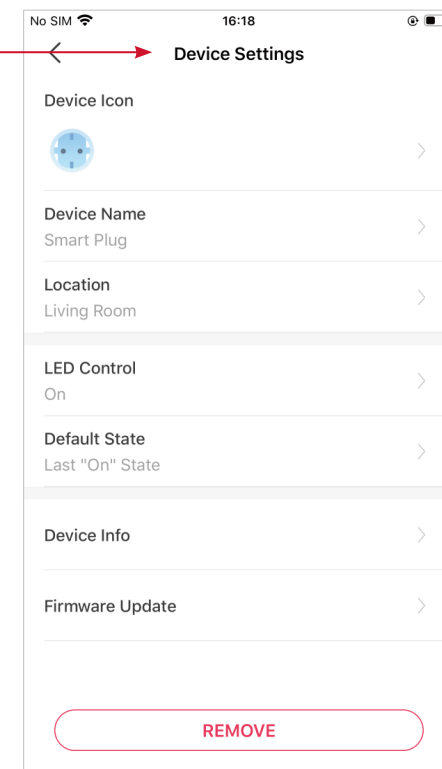 No SIM 16:18
Device Settings
Device Icon
Device Name
Smart Plug
Location
Living Room
LED Control
On
Default State
Last "On" State
Device Info
Firmware Update
REMOVE